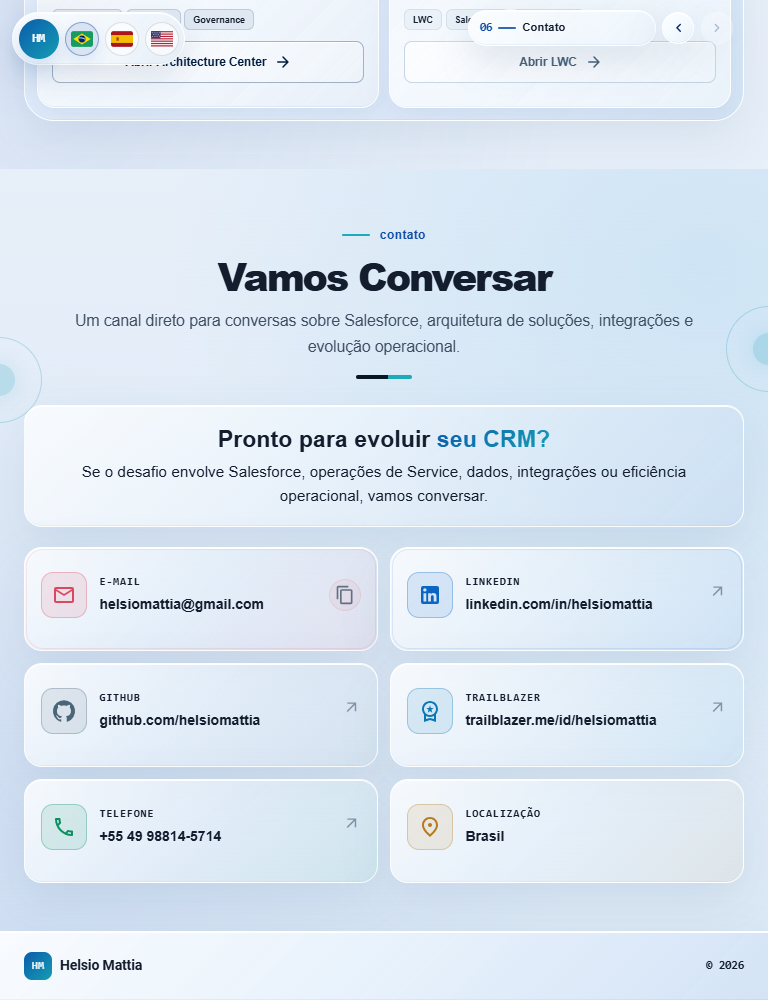 HM
Governance
LWC
06 Contato
Architecture Center
Abrir LWC
contato
Vamos Conversar
Um canal direto para conversas sobre Salesforce, arquitetura de soluções, integrações e
evolução operacional.
Pronto para evoluir seu CRM?
Se o desafio envolve Salesforce, operações de Service, dados, integrações ou eficiência
operacional, vamos conversar.
E-MAIL
helsiomattia@gmail.com
LINKEDIN
linkedin.com/in/helsiomattia
GITHUB
github.com/helsiomattia
TRAILBLAZER
trailblazer.me/id/helsiomattia
TELEFONE
+55 49 98814-5714
LOCALIZAÇÃO
Brasil
HM Helsio Mattia
© 2026